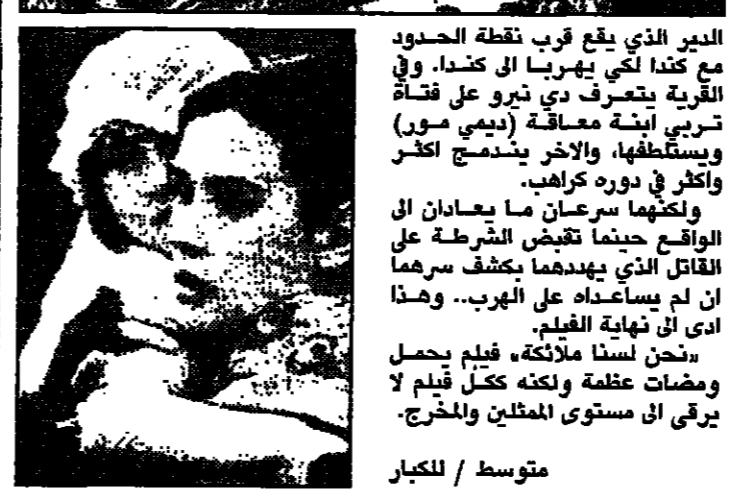 الدير الذي يقع قرب نقطة الحدود
مع كندا لكي يهربا الى كندا. وفي
القرية يتعرف دي نيرو على فتاة
تربي ابنة معاقة (ديمي مور)
ويستلطفها، والاخر يندمج اكثر
واكثر في دوره كراهب.
ولكنهما سرعان ما يعادان الى
الواقع حينما تقبض الشرطة على
القاتل الذي يهددهما بكشف سرهما
ان لم يساعداه على الهرب.. وهذا
ادى الى نهاية الفيلم.
«نحن لسنا ملائكة» فيلم يحمل
ومضات عظمة ولكنه ككل فيلم لا
يرقى الى مستوى الممثلين والمخرج.
متوسط / للكبار